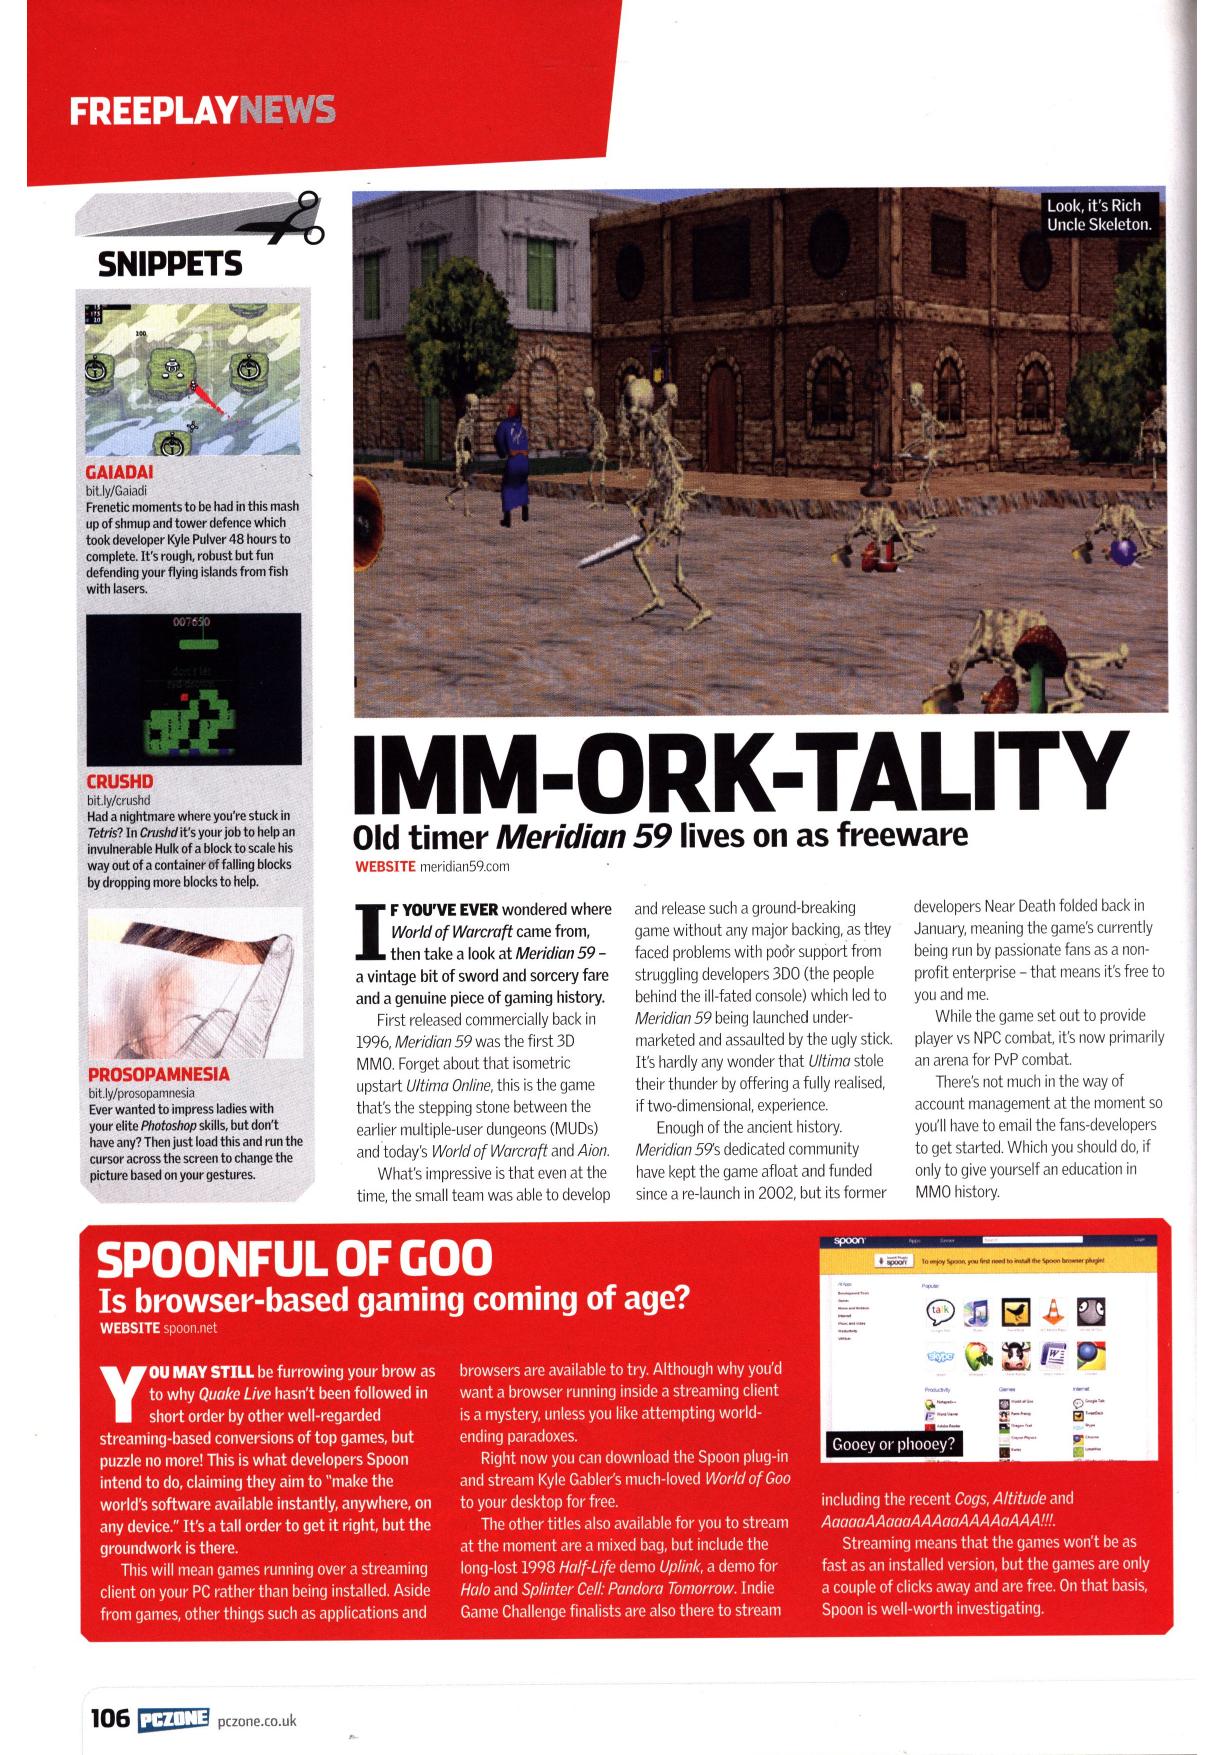 FREEPLAYNEWS
SNIPPETS
GAIADAI
bit.ly/Gaiadi
Frenetic moments to be had in this mash
up of shmup and tower defence which
took developer Kyle Pulver 48 hours to
complete. It's rough, robust but fun
defending your flying islands from fish
with lasers.
007650
CRUSHD
bit.ly/crushd
Had a nightmare where you're stuck in
Tetris? In Crushd it's your job to help an
invulnerable Hulk of a block to scale his
way out of a container of falling blocks
by dropping more blocks to help.
PROSOPAMNESIA
bit.ly/prosopamnesia
Ever wanted to impress ladies with
your elite Photoshop skills, but don't
have any? Then just load this and run the
cursor across the screen to change the
picture based on your gestures.
Look, it's Rich
Uncle Skeleton.
IMM-ORK-TALITY
Old timer Meridian 59 lives on as freeware
WEBSITE meridian59.com
IF YOU'VE EVER wondered where
World of Warcraft came from,
then take a look at Meridian 59 –
a vintage bit of sword and sorcery fare
and a genuine piece of gaming history.
First released commercially back in
1996, Meridian 59 was the first 3D
MMO. Forget about that isometric
upstart Ultima Online, this is the game
that's the stepping stone between the
earlier multiple-user dungeons (MUDs)
and today's World of Warcraft and Aion.
What's impressive is that even at the
time, the small team was able to develop
and release such a ground-breaking
game without any major backing, as they
faced problems with poor support from
struggling developers 3DO (the people
behind the ill-fated console) which led to
Meridian 59 being launched under-
marketed and assaulted by the ugly stick.
It's hardly any wonder that Ultima stole
their thunder by offering a fully realised,
if two-dimensional, experience.
Enough of the ancient history.
Meridian 59's dedicated community
have kept the game afloat and funded
since a re-launch in 2002, but its former
developers Near Death folded back in
January, meaning the game's currently
being run by passionate fans as a non-
profit enterprise – that means it's free to
you and me.
While the game set out to provide
player vs NPC combat, it's now primarily
an arena for PvP combat.
There's not much in the way of
account management at the moment so
you'll have to email the fans-developers
to get started. Which you should do, if
only to give yourself an education in
MMO history.
SPOONFUL OF GOO
Is browser-based gaming coming of age?
WEBSITE spoon.net
YOU MAY STILL be furrowing your brow as
to why Quake Live hasn't been followed in
short order by other well-regarded
streaming-based conversions of top games, but
puzzle no more! This is what developers Spoon
intend to do, claiming they aim to "make the
world's software available instantly, anywhere, on
any device." It's a tall order to get it right, but the
groundwork is there.
This will mean games running over a streaming
client on your PC rather than being installed. Aside
from games, other things such as applications and
browsers are available to try. Although why you'd
want a browser running inside a streaming client
is a mystery, unless you like attempting world-
ending paradoxes.
Right now you can download the Spoon plug-in
and stream Kyle Gabler's much-loved World of Goo
to your desktop for free.
The other titles also available for you to stream
at the moment are a mixed bag, but include the
long-lost 1998 Half-Life demo Uplink, a demo for
Halo and Splinter Cell: Pandora Tomorrow. Indie
Game Challenge finalists are also there to stream
spoon
To enjoy Spoon, you first need to install the Spoon browser plugin!
Popular
talk
skype
Productivity Games Internet
Gooey or phooey?
including the recent Cogs, Altitude and
AaaaaAAaaaAAAaaAAAAaAAA!!!.
Streaming means that the games won't be as
fast as an installed version, but the games are only
a couple of clicks away and are free. On that basis,
Spoon is well-worth investigating.
106 PCZONE pczone.co.uk